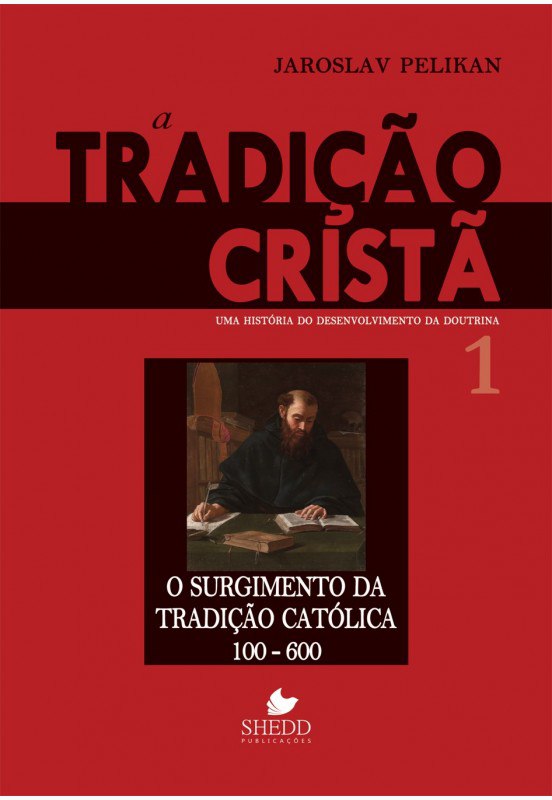 JAROSLAV PELIKAN
a
TRADIÇÃO
CRISTÃ
UMA HISTÓRIA DO DESENVOLVIMENTO DA DOUTRINA
1
O SURGIMENTO DA
TRADIÇÃO CATÓLICA
100 – 600
SHEDD
PUBLICAÇÕES